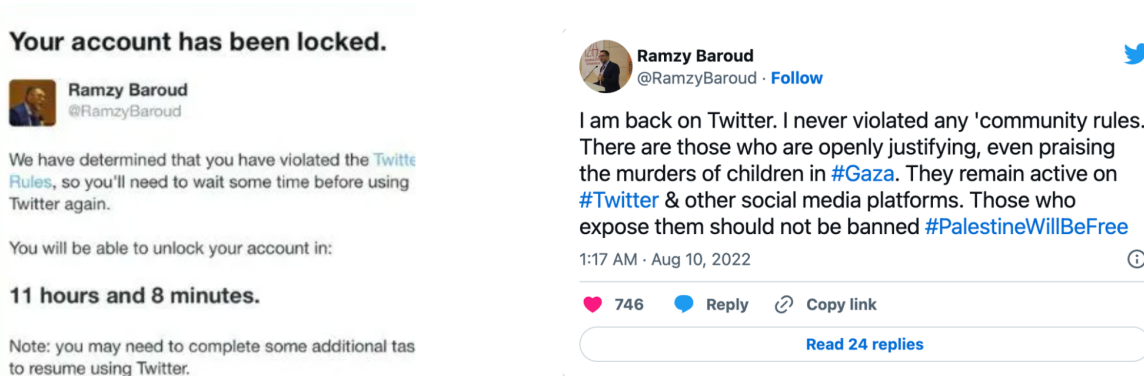 Your account has been locked.
Ramzy Baroud
@RamzyBaroud
We have determined that you have violated the Twitte
Rules, so you'll need to wait some time before using
Twitter again.
You will be able to unlock your account in:
11 hours and 8 minutes.
Note: you may need to complete some additional tas
to resume using Twitter.
Ramzy Baroud
@RamzyBaroud · Follow
I am back on Twitter. I never violated any 'community rules.
There are those who are openly justifying, even praising
the murders of children in #Gaza. They remain active on
#Twitter & other social media platforms. Those who
expose them should not be banned #PalestineWillBeFree
1:17 AM · Aug 10, 2022
746 Reply Copy link
Read 24 replies